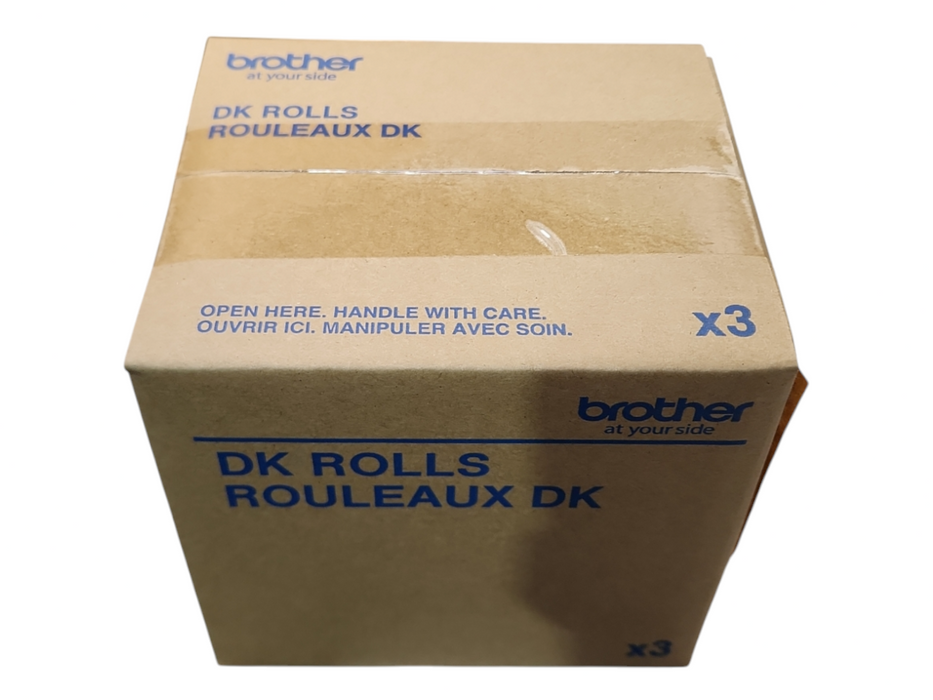 brother
at your side
DK ROLLS
ROULEAUX DK
OPEN HERE. HANDLE WITH CARE.
OUVRIR ICI. MANIPULER AVEC SOIN.
x3
brother
at your side
DK ROLLS
ROULEAUX DK
x3